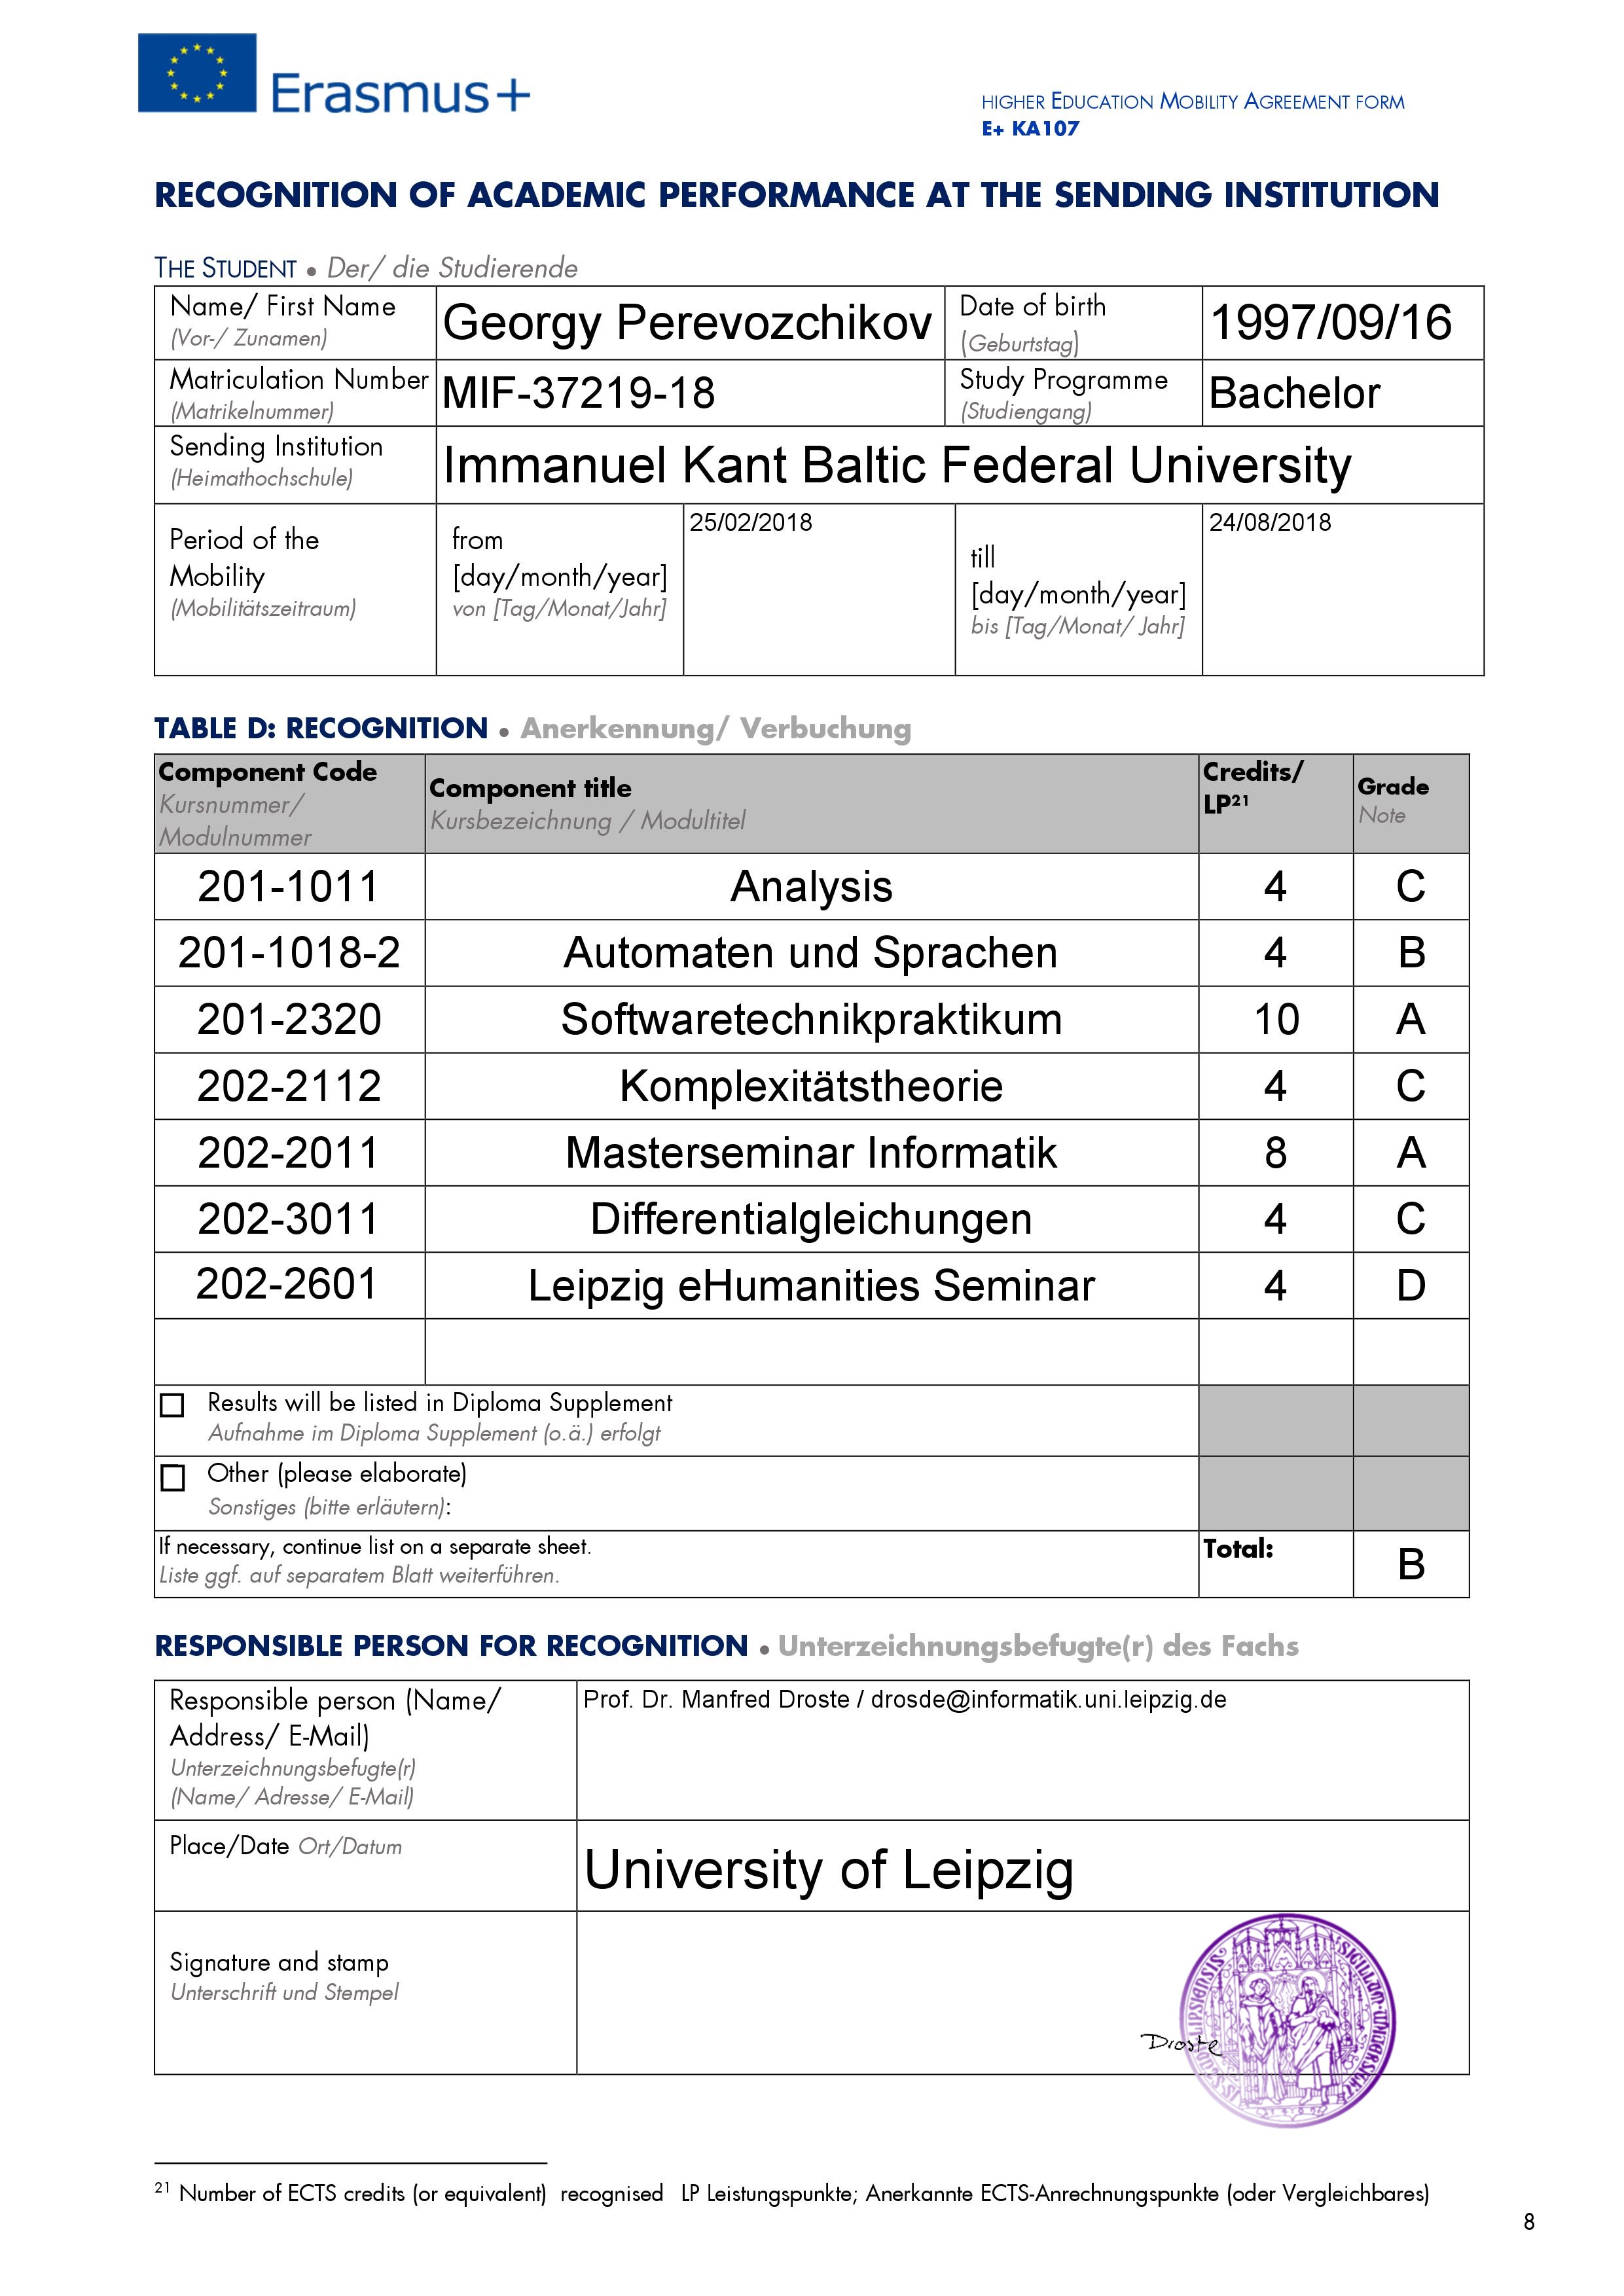 Erasmus+
HIGHER EDUCATION MOBILITY AGREEMENT FORM
E+ KA107
RECOGNITION OF ACADEMIC PERFORMANCE AT THE SENDING INSTITUTION
THE STUDENT • Der/ die Studierende
Name/ First Name
(Vor-/ Zunamen)
Georgy Perevozchikov
Date of birth
(Geburtstag)
1997/09/16
Matriculation Number
(Matrikelnummer)
MIF-37219-18
Study Programme
(Studiengang)
Bachelor
Sending Institution
(Heimathochschule)
Immanuel Kant Baltic Federal University
Period of the
Mobility
(Mobilitätszeitraum)
from
[day/month/year]
von [Tag/Monat/Jahr]
25/02/2018
till
[day/month/year]
bis [Tag/Monat/ Jahr]
24/08/2018
TABLE D: RECOGNITION • Anerkennung/ Verbuchung
Component Code
Kursnummer/
Modulnummer
Component title
Kursbezeichnung / Modultitel
Credits/
LP21
Grade
Note
201-1011 Analysis 4 C
201-1018-2 Automaten und Sprachen 4 B
201-2320 Softwaretechnikpraktikum 10 A
202-2112 Komplexitätstheorie 4 C
202-2011 Masterseminar Informatik 8 A
202-3011 Differentialgleichungen 4 C
202-2601 Leipzig eHumanities Seminar 4 D
Results will be listed in Diploma Supplement
Aufnahme im Diploma Supplement (o.ä.) erfolgt
Other (please elaborate)
Sonstiges (bitte erläutern):
If necessary, continue list on a separate sheet.
Liste ggf. auf separatem Blatt weiterführen.
Total:
B
RESPONSIBLE PERSON FOR RECOGNITION • Unterzeichnungsbefugte(r) des Fachs
Responsible person (Name/
Address/ E-Mail)
Unterzeichnungsbefugte(r)
(Name/ Adresse/ E-Mail)
Prof. Dr. Manfred Droste / drosde@informatik.uni.leipzig.de
Place/Date Ort/Datum
University of Leipzig
Signature and stamp
Unterschrift und Stempel
Droste
21 Number of ECTS credits (or equivalent) recognised LP Leistungspunkte; Anerkannte ECTS-Anrechnungspunkte (oder Vergleichbares)
8